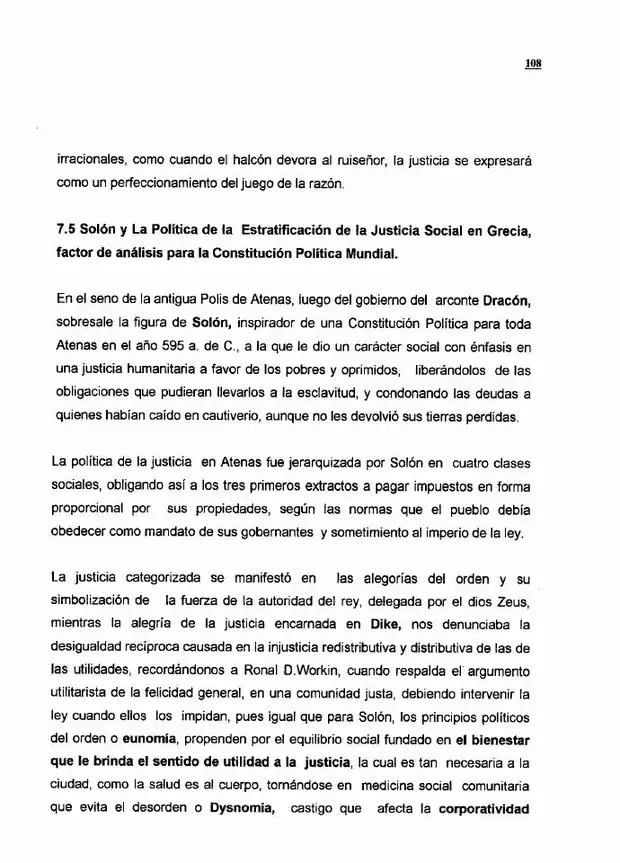 108
irracionales, como cuando el halcón devora al ruiseñor, la justicia se expresará
como un perfeccionamiento del juego de la razón.
7.5 Solón y La Política de la Estratificación de la Justicia Social en Grecia,
factor de análisis para la Constitución Política Mundial.
En el seno de la antigua Polis de Atenas, luego del gobierno del arconte Dracón,
sobresale la figura de Solón, inspirador de una Constitución Política para toda
Atenas en el año 595 a. de C., a la que le dio un carácter social con énfasis en
una justicia humanitaria a favor de los pobres y oprimidos, liberándolos de las
obligaciones que pudieran llevarlos a la esclavitud, y condonando las deudas a
quienes habían caído en cautiverio, aunque no les devolvió sus tierras perdidas.
La política de la justicia en Atenas fue jerarquizada por Solón en cuatro clases
sociales, obligando así a los tres primeros extractos a pagar impuestos en forma
proporcional por sus propiedades, según las normas que el pueblo debía
obedecer como mandato de sus gobernantes y sometimiento al imperio de la ley.
La justicia categorizada se manifestó en las alegorías del orden y su
simbolización de la fuerza de la autoridad del rey, delegada por el dios Zeus,
mientras la alegría de la justicia encarnada en Dike, nos denunciaba la
desigualdad recíproca causada en la injusticia redistributiva y distributiva de las de
las utilidades, recordándonos a Ronal D.Workin, cuando respalda el argumento
utilitarista de la felicidad general, en una comunidad justa, debiendo intervenir la
ley cuando ellos los impidan, pues igual que para Solón, los principios políticos
del orden o eunomía, propenden por el equilibrio social fundado en el bienestar
que le brinda el sentido de utilidad a la justicia, la cual es tan necesaria a la
ciudad, como la salud es al cuerpo, tornándose en medicina social comunitaria
que evita el desorden o Dysnomía, castigo que afecta la corporatividad